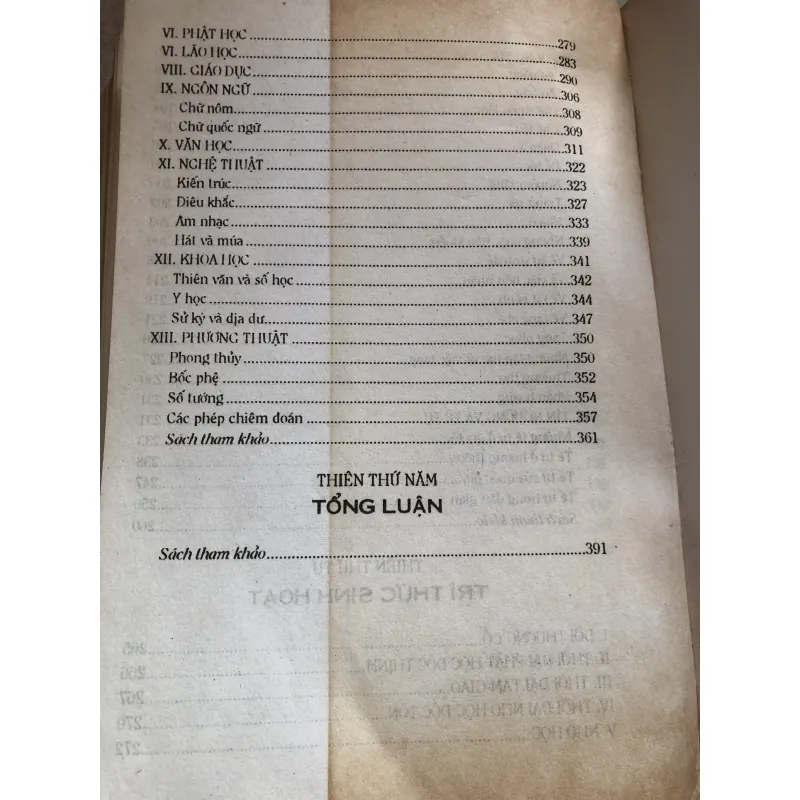 VI. PHẬT HỌC ........ 279
VI. LÃO HỌC ........ 283
VIII. GIÁO DỤC ........ 290
IX. NGÔN NGỮ ........ 306
Chữ nôm ........ 308
Chữ quốc ngữ ........ 309
X. VĂN HỌC ........ 311
XI. NGHỆ THUẬT ........ 322
Kiến trúc ........ 323
Điêu khắc ........ 327
Âm nhạc ........ 333
Hát và múa ........ 339
XII. KHOA HỌC ........ 341
Thiên văn và số học ........ 342
Y học ........ 344
Sử ký và địa dư ........ 347
XIII. PHƯƠNG THUẬT ........ 350
Phong thủy ........ 350
Bốc phệ ........ 352
Số tướng ........ 354
Các phép chiêm đoán ........ 357
Sách tham khảo ........ 361
THIÊN THỨ NĂM
TỔNG LUẬN
Sách tham khảo ........ 391